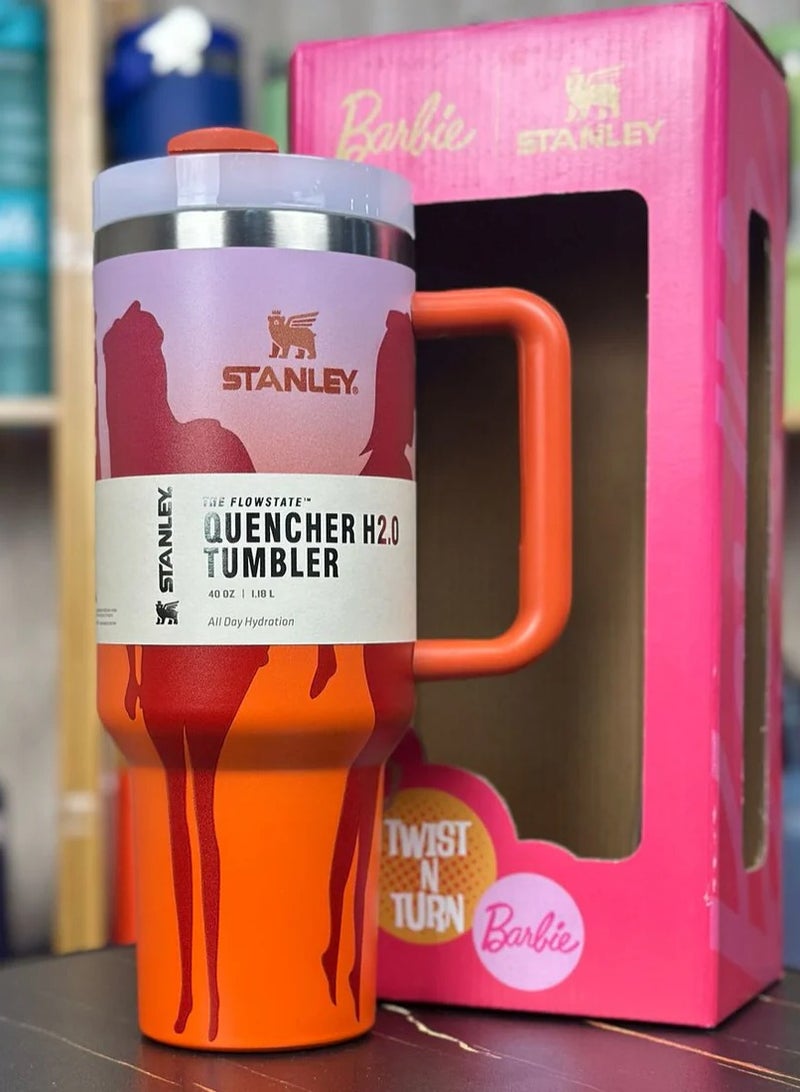 Barbie
STANLEY
STANLEY®
STANLEY
THE FLOWSTATE™
QUENCHER H2.0
TUMBLER
40 OZ | 1.18 L
All Day Hydration
TWIST
N
TURN
Barbie